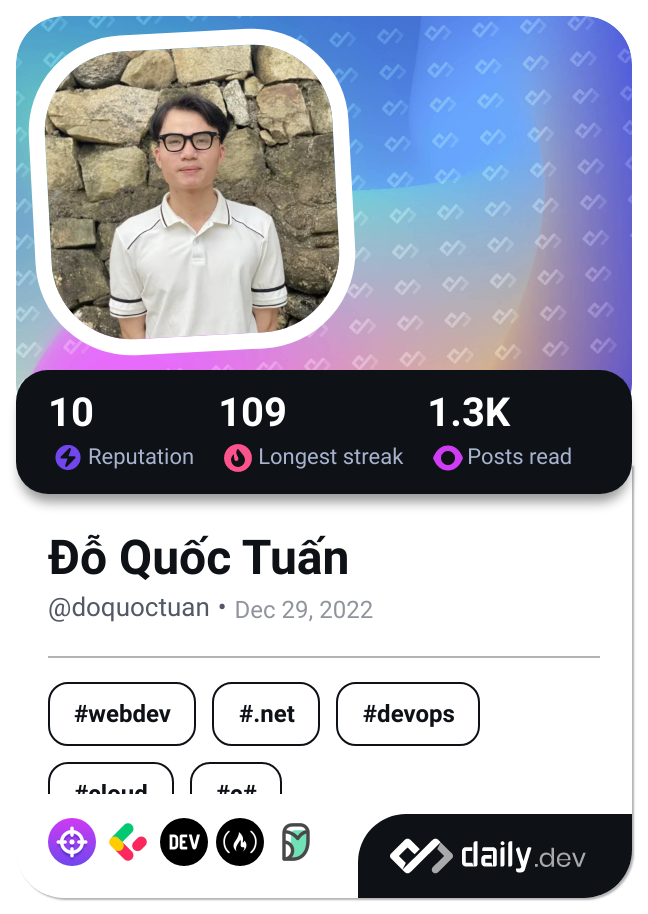 10 109 1.3K
Reputation Longest streak Posts read
Đỗ Quốc Tuấn
@doquoctuan • Dec 29, 2022
#webdev #.net #devops
#cloud #c#
DEV
daily.dev